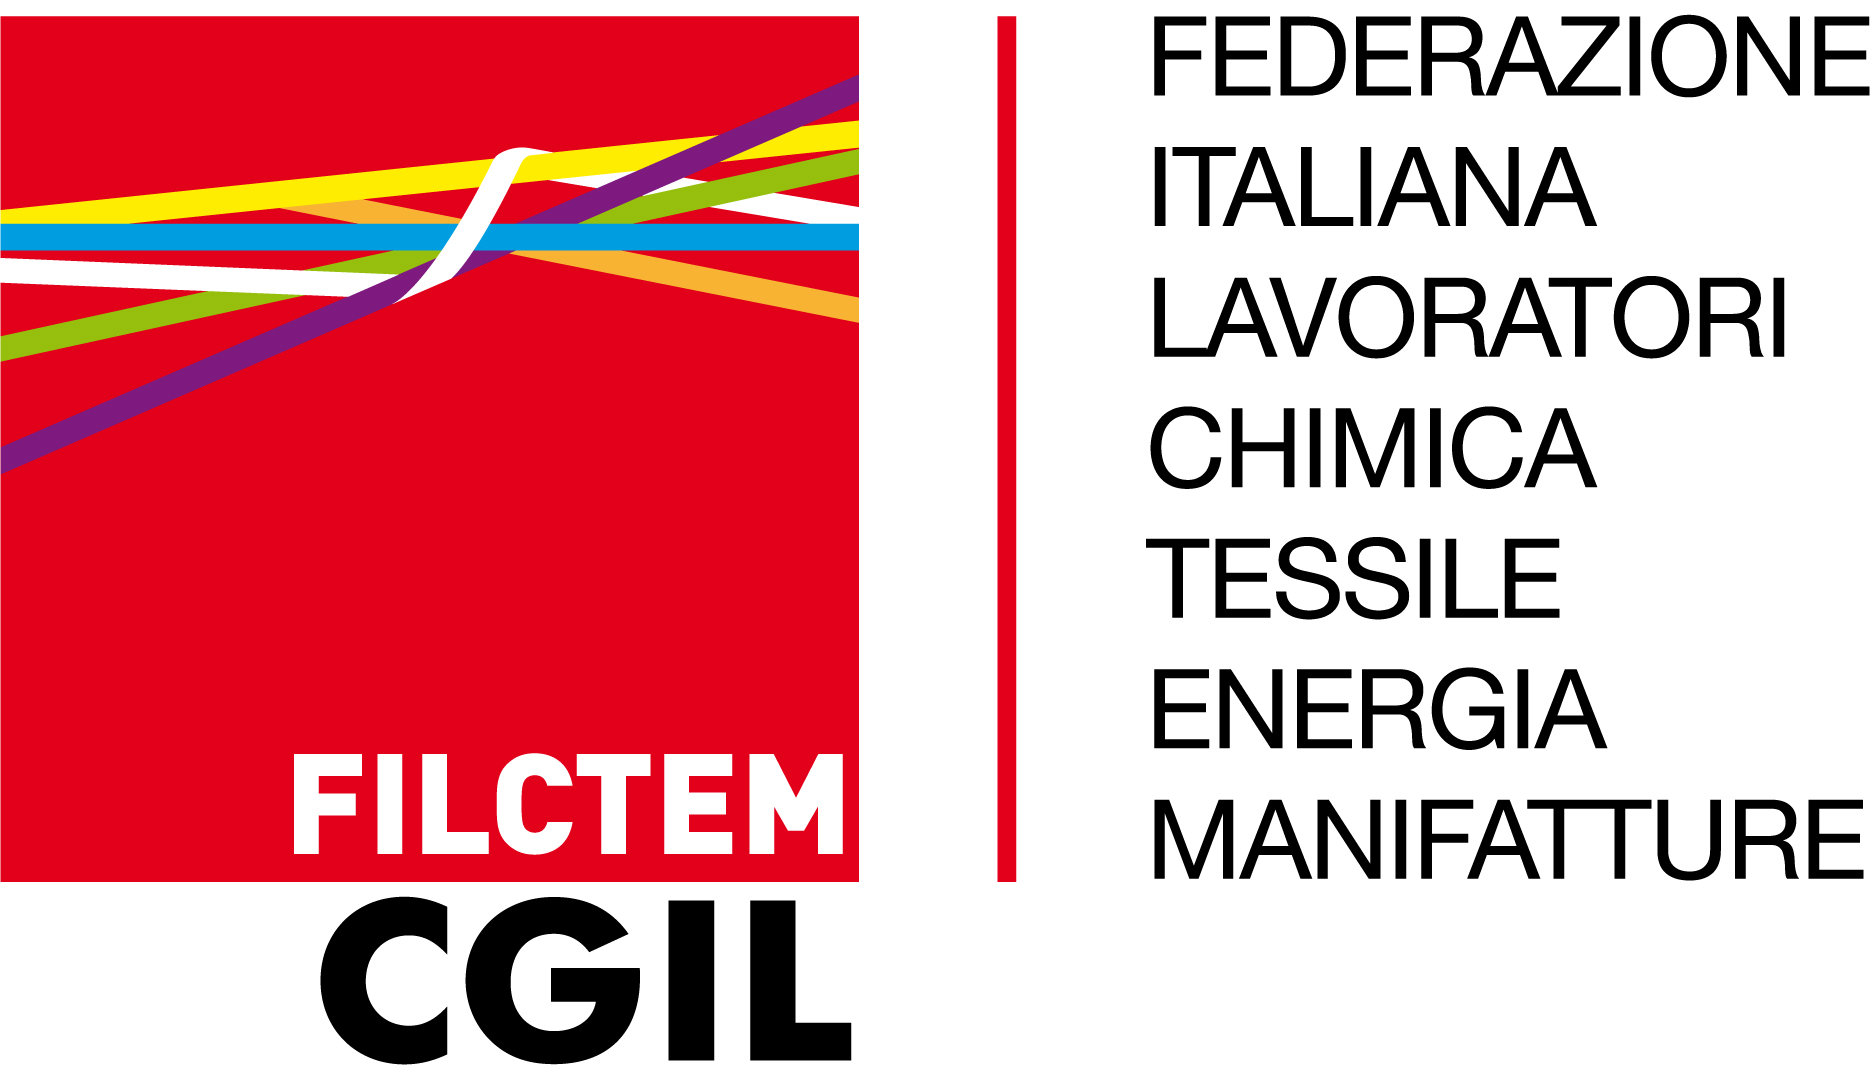 FILCTEM
CGIL
FEDERAZIONE
ITALIANA
LAVORATORI
CHIMICA
TESSILE
ENERGIA
MANIFATTURE